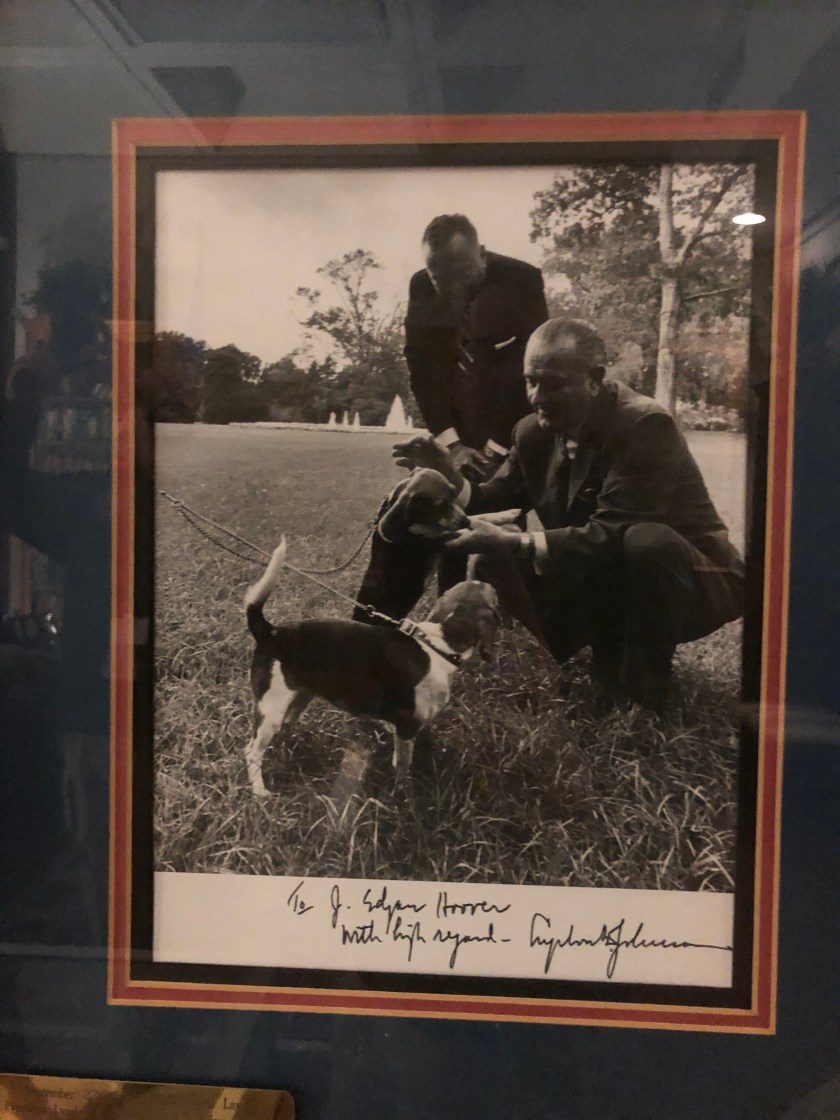 To J. Edgar Hoover
With high regard - Lyndon B. Johnson